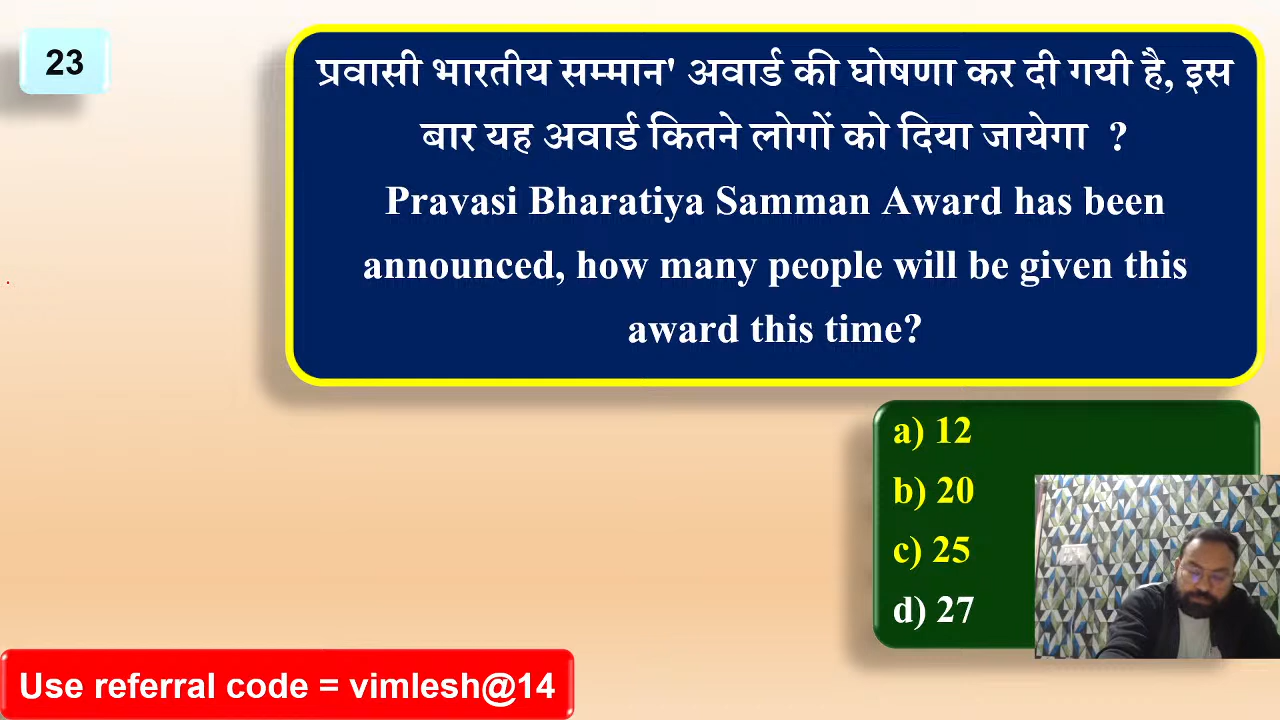 23
प्रवासी भारतीय सम्मान' अवार्ड की घोषणा कर दी गयी है, इस
बार यह अवार्ड कितने लोगों को दिया जायेगा ?
Pravasi Bharatiya Samman Award has been
announced, how many people will be given this
award this time?
a) 12
b) 20
c) 25
d) 27
Use referral code = vimlesh@14